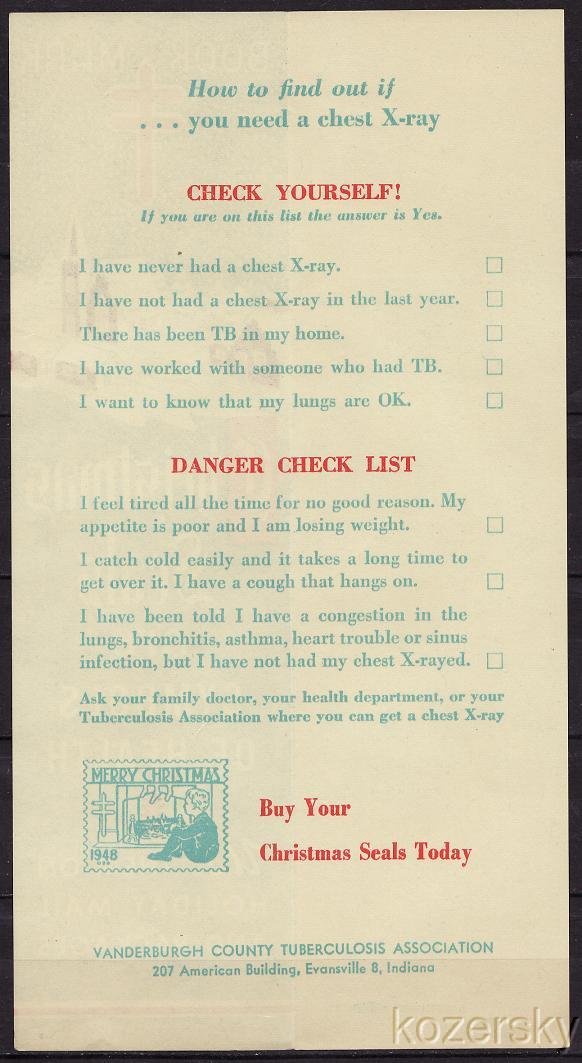 How to find out if
. . . you need a chest X-ray
CHECK YOURSELF!
If you are on this list the answer is Yes.
I have never had a chest X-ray.
I have not had a chest X-ray in the last year.
There has been TB in my home.
I have worked with someone who had TB.
I want to know that my lungs are OK.
DANGER CHECK LIST
I feel tired all the time for no good reason. My
appetite is poor and I am losing weight.
I catch cold easily and it takes a long time to
get over it. I have a cough that hangs on.
I have been told I have a congestion in the
lungs, bronchitis, asthma, heart trouble or sinus
infection, but I have not had my chest X-rayed.
Ask your family doctor, your health department, or your
Tuberculosis Association where you can get a chest X-ray
MERRY CHRISTMAS
1948
Buy Your
Christmas Seals Today
VANDERBURGH COUNTY TUBERCULOSIS ASSOCIATION
207 American Building, Evansville 8, Indiana
kozersky